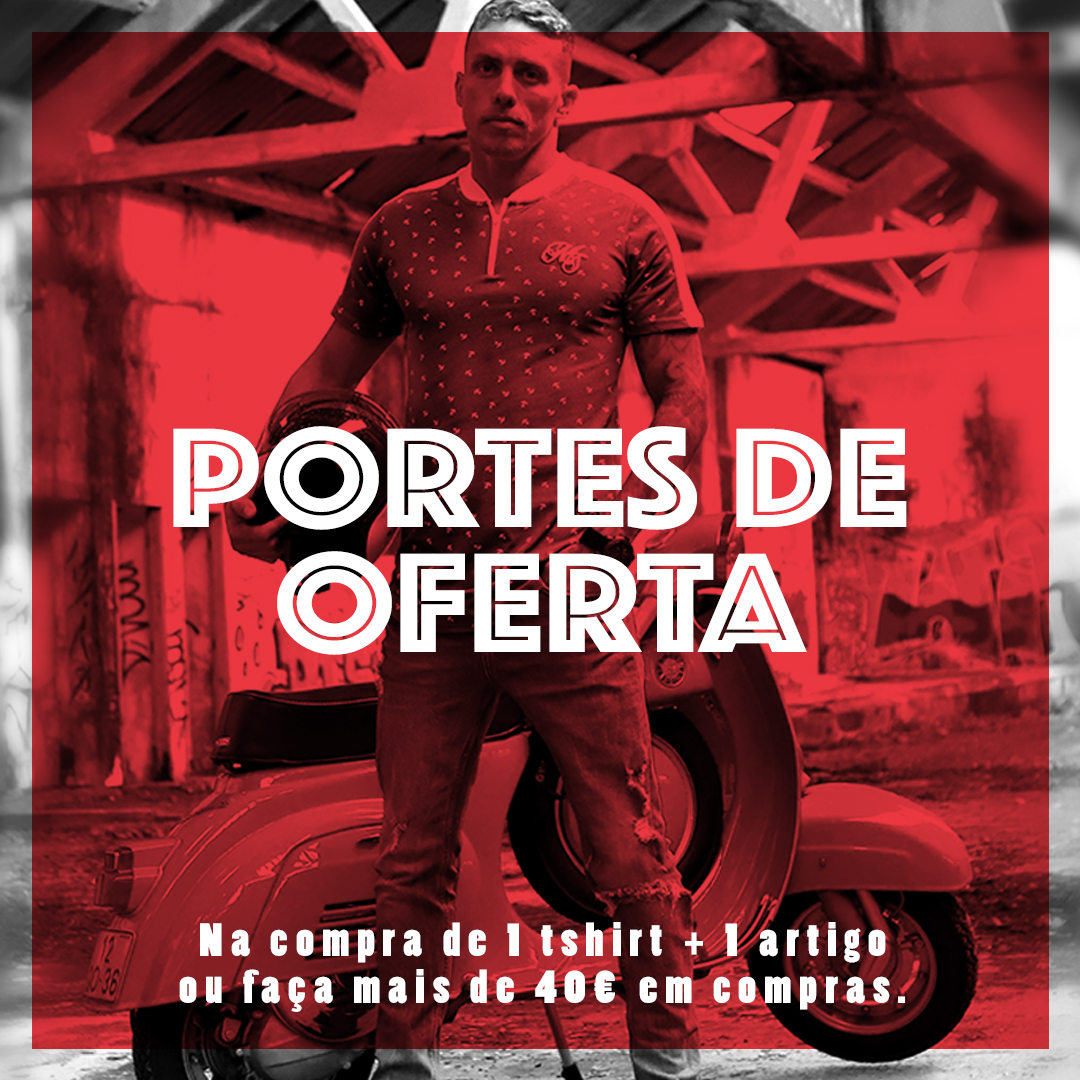 PORTES DE
OFERTA
Na compra de 1 tshirt + 1 artigo
ou faça mais de 40€ em compras.